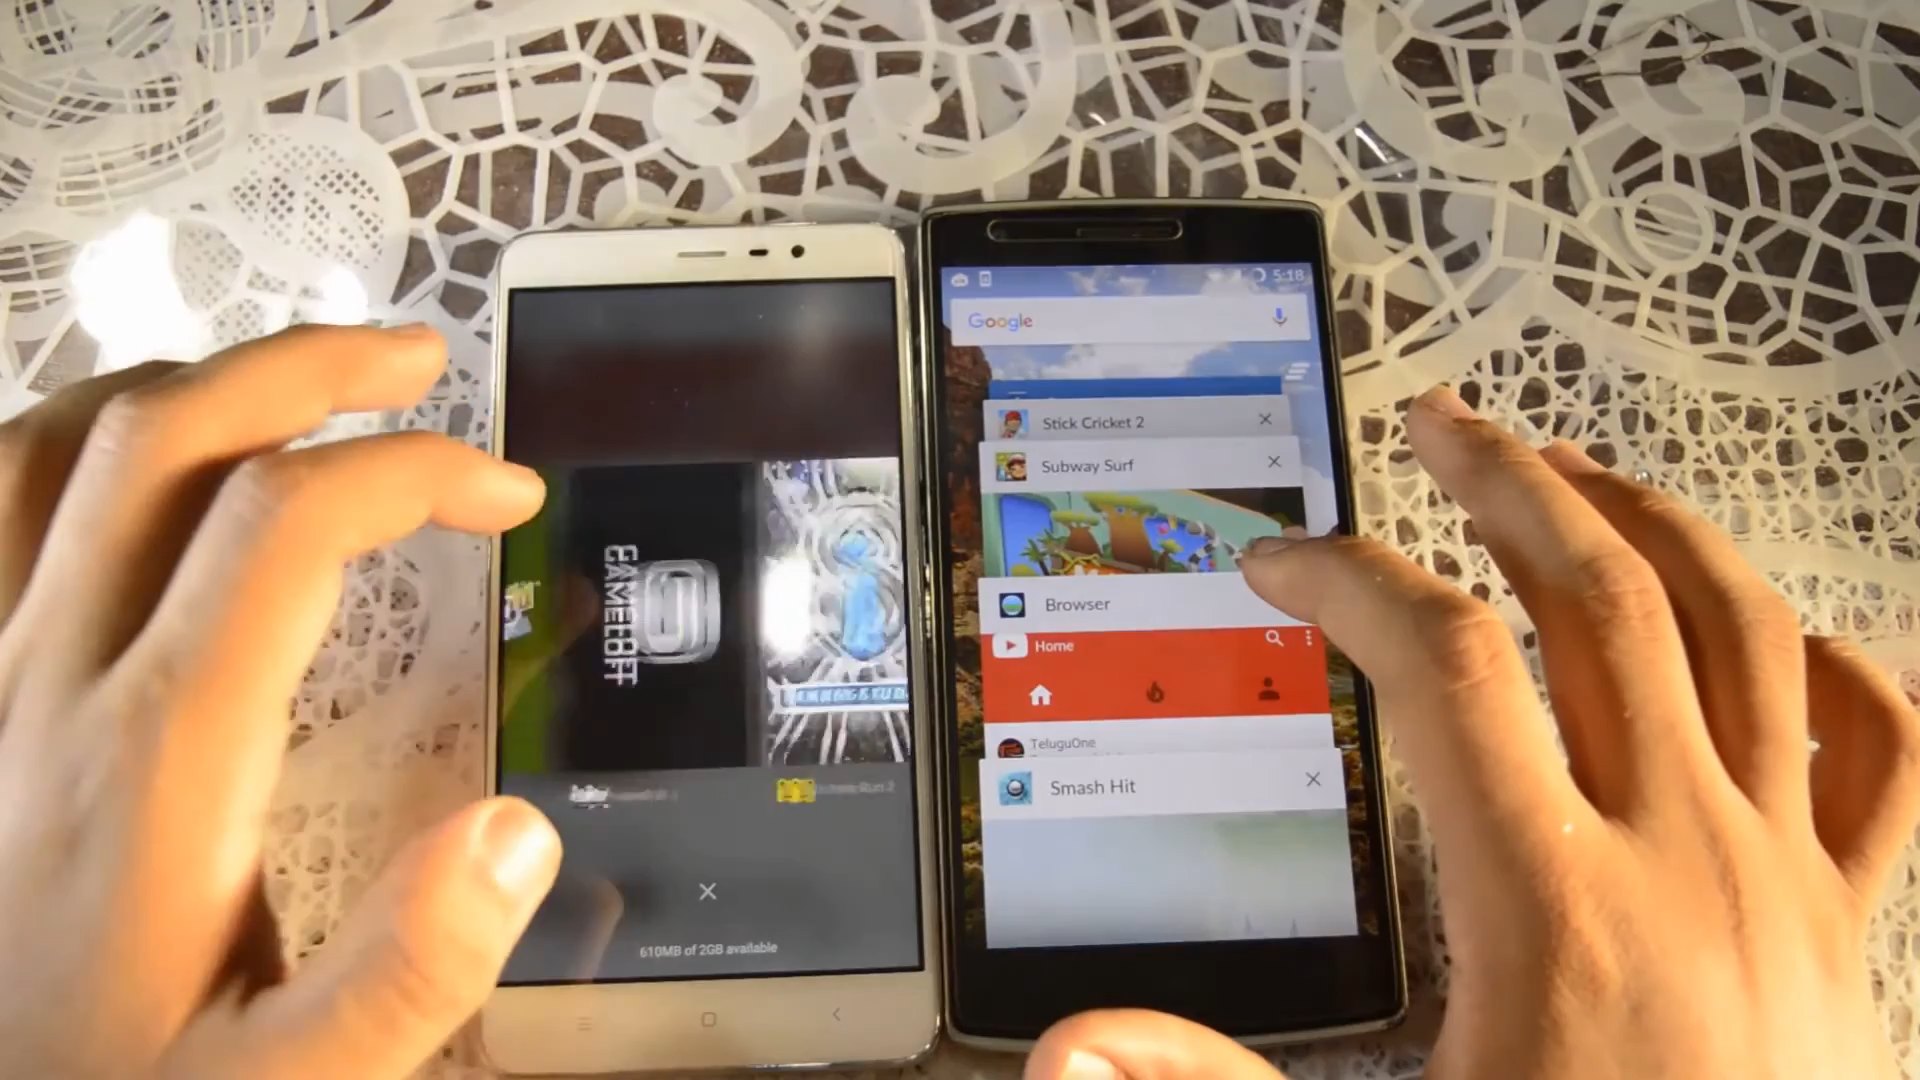 GAMELOFT
610MB of 2GB available
5:18
Google
Stick Cricket 2
Subway Surf
Browser
Home
TeluguOne
Smash Hit